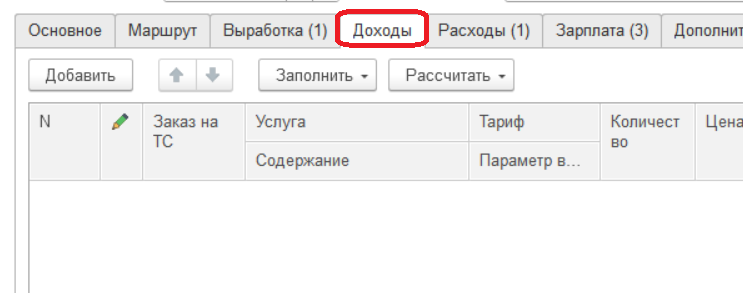 Основное Маршрут Выработка (1) Доходы Расходы (1) Зарплата (3) Дополнит
Добавить Заполнить Рассчитать
N Заказ на ТС Услуга Тариф Количество Цена
Содержание Параметр в...